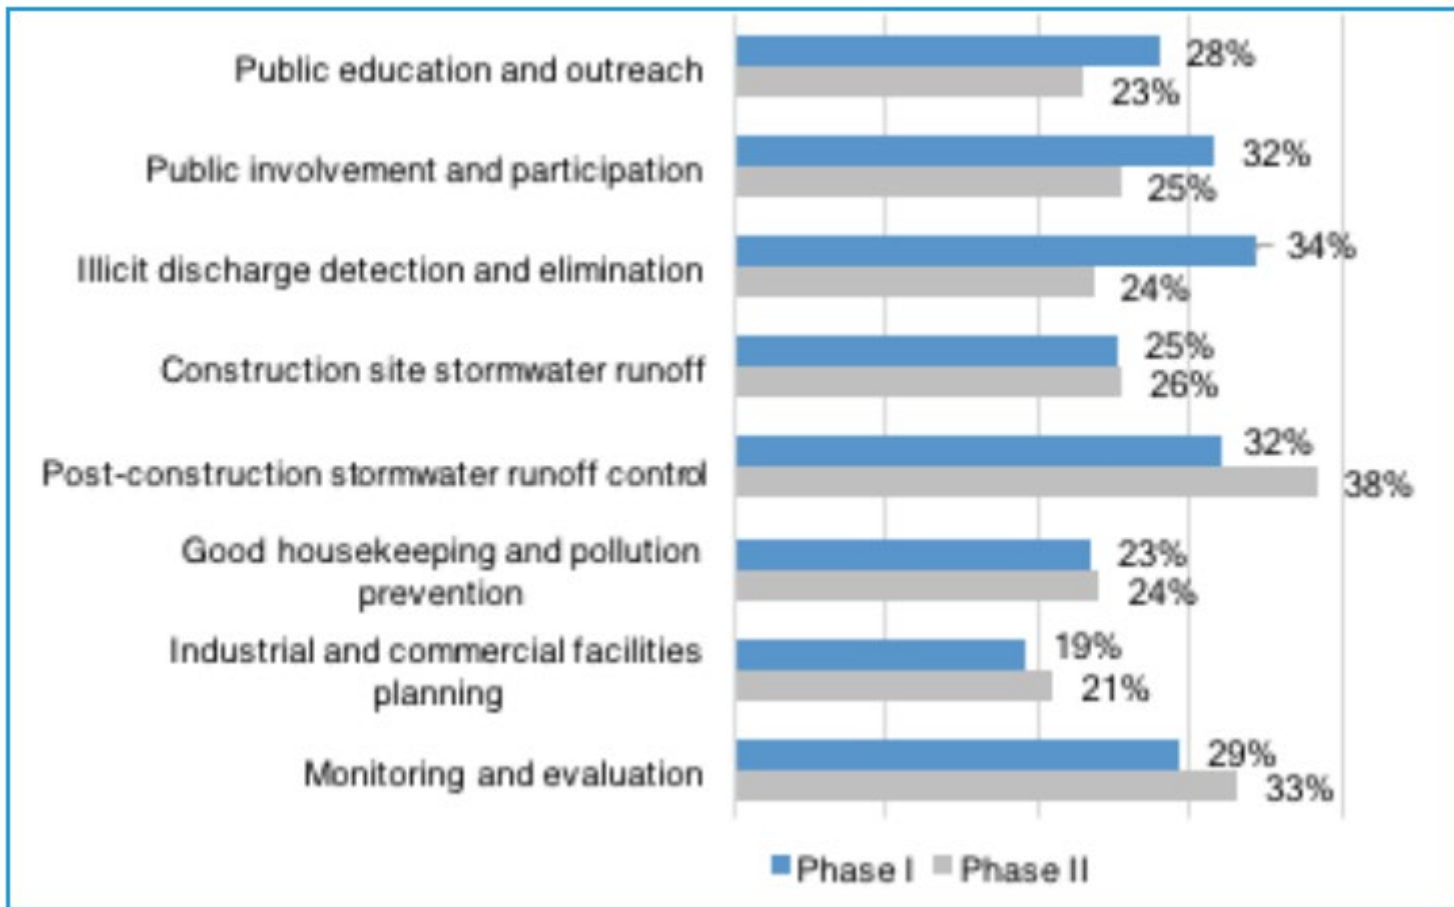 Public education and outreach
28%
23%
Public involvement and participation
32%
25%
Illicit discharge detection and elimination
34%
24%
Construction site stormwater runoff
25%
26%
Post-construction stormwater runoff control
32%
38%
Good housekeeping and pollution
prevention
23%
24%
Industrial and commercial facilities
planning
19%
21%
Monitoring and evaluation
29%
33%
Phase I Phase II